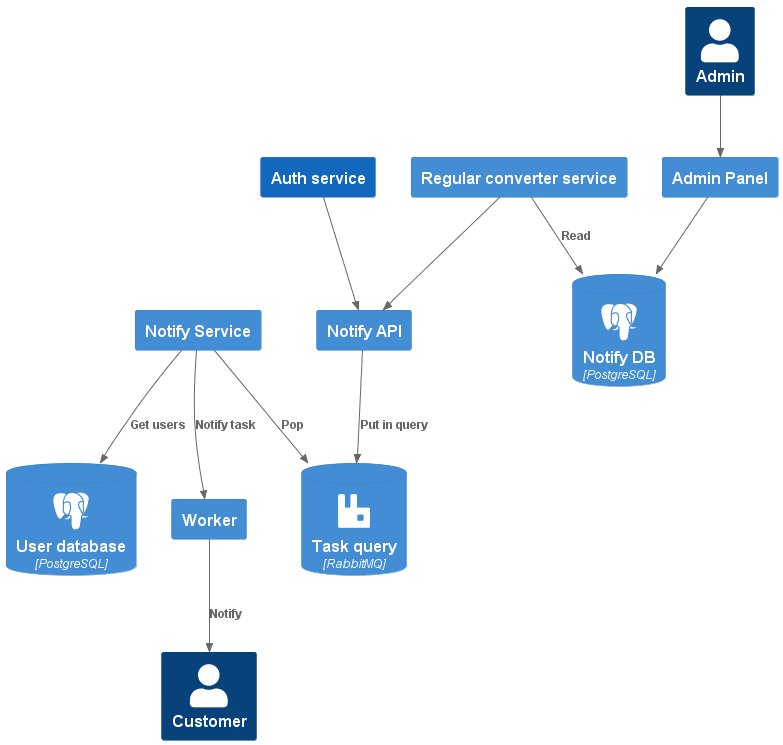 Admin
Auth service
Regular converter service
Admin Panel
Read
Notify Service
Notify API
Notify DB
[PostgreSQL]
Get users
Notify task
Pop
Put in query
User database
[PostgreSQL]
Worker
Task query
[RabbitMQ]
Notify
Customer